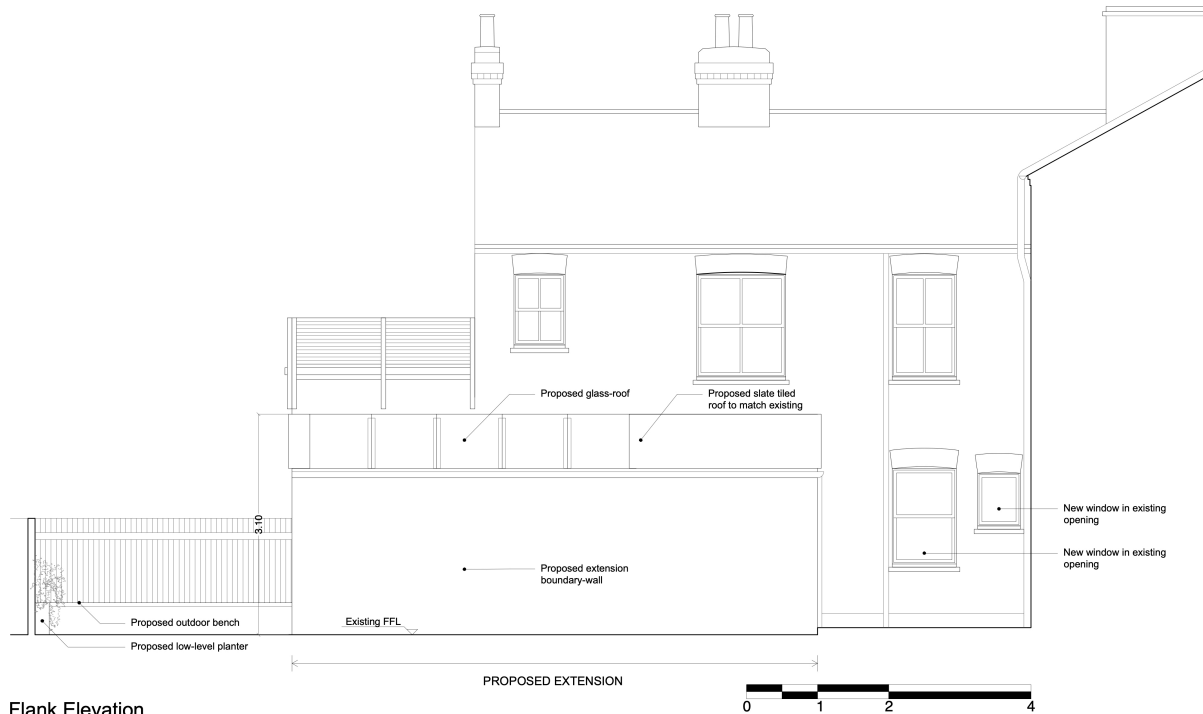 Proposed glass-roof
Proposed slate tiled
roof to match existing
3.10
New window in existing
opening
New window in existing
opening
Proposed extension
boundary-wall
Proposed outdoor bench
Existing FFL
Proposed low-level planter
PROPOSED EXTENSION
0 1 2 4
Flank Elevation